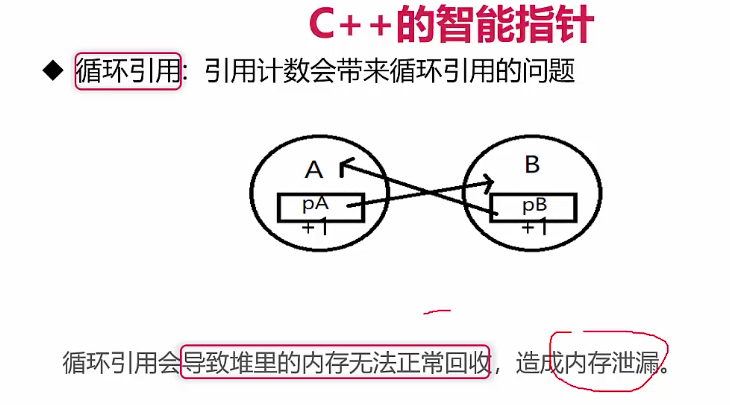 C++的智能指针
◆ 循环引用：引用计数会带来循环引用的问题
A B
pA pB
+1 +1
循环引用会导致堆里的内存无法正常回收，造成内存泄漏。